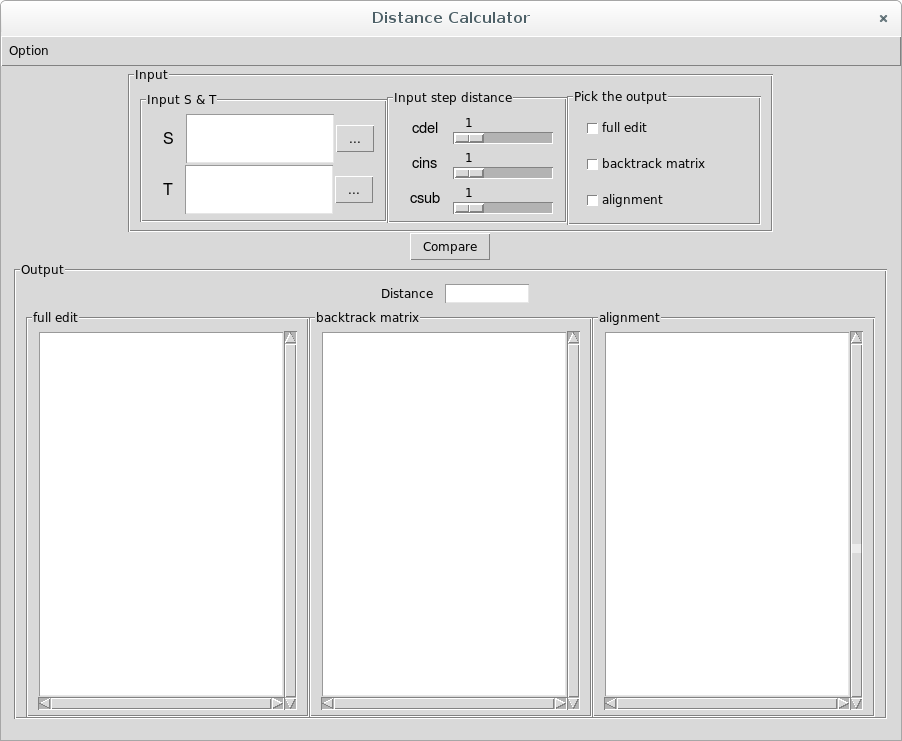 Distance Calculator
Option
Input
Input S & T
S
...
T
...
Input step distance
cdel
1
cins
1
csub
1
Pick the output
full edit
backtrack matrix
alignment
Compare
Output
Distance
full edit
backtrack matrix
alignment